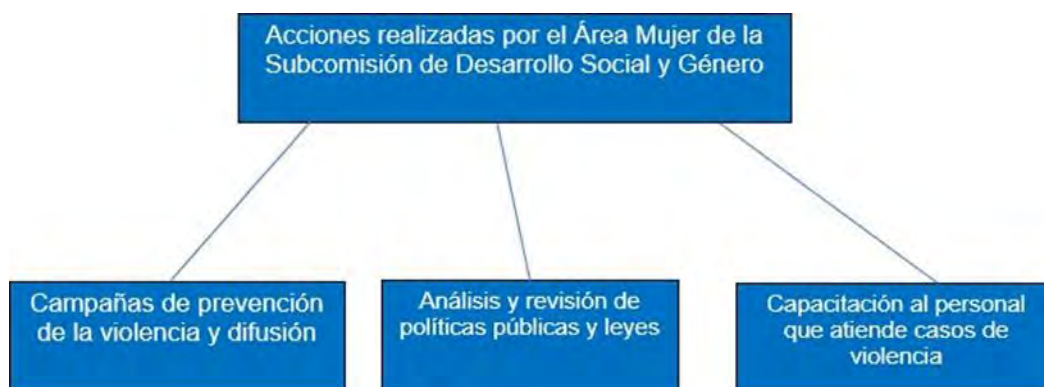 Acciones realizadas por el Área Mujer de la
Subcomisión de Desarrollo Social y Género
Campañas de prevención
de la violencia y difusión
Análisis y revisión de
políticas públicas y leyes
Capacitación al personal
que atiende casos de
violencia